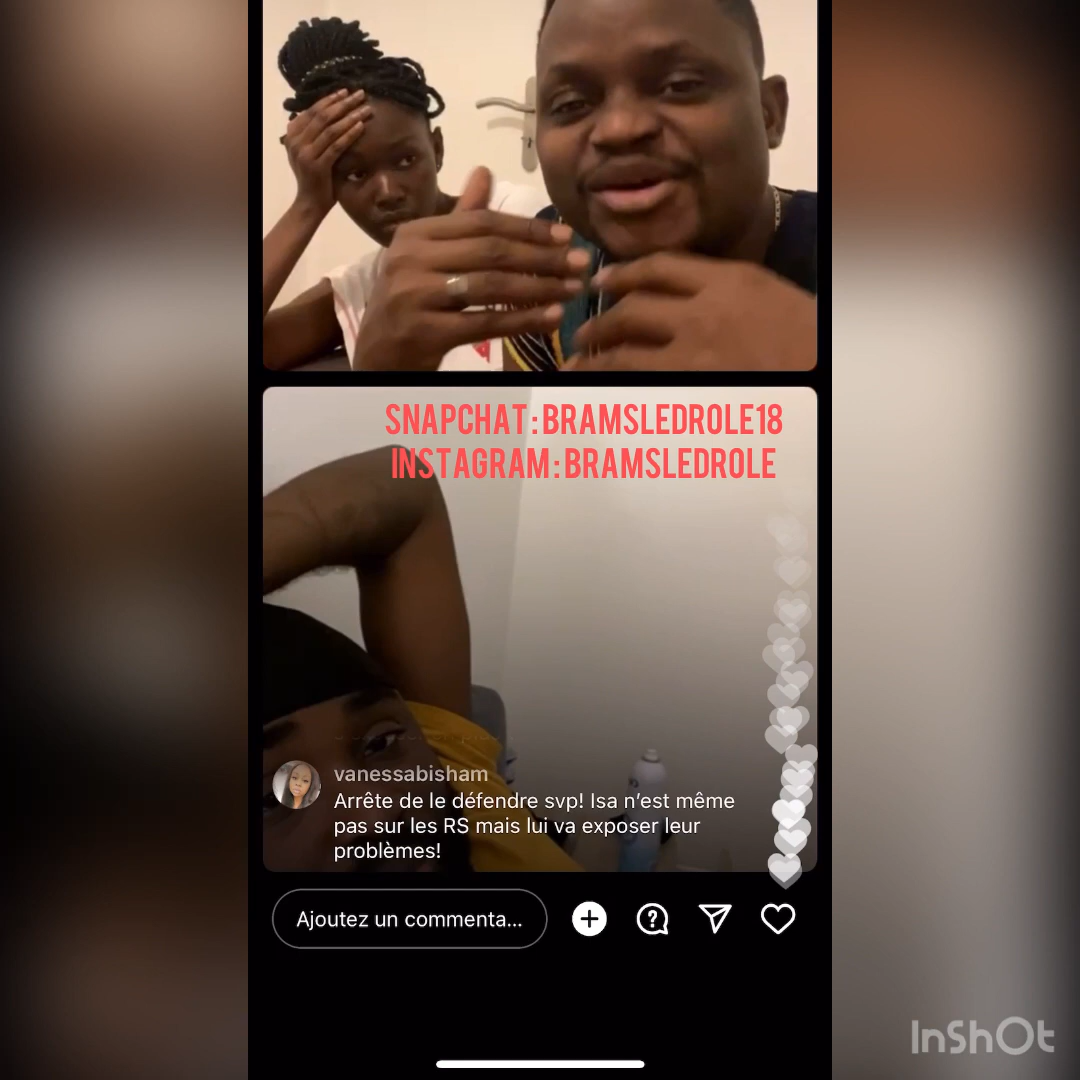 SNAPCHAT : BRAMSLEDROLE18
INSTAGRAM : BRAMSLEDROLE
vanessabisham
Arrête de le défendre svp! Isa n’est même
pas sur les RS mais lui va exposer leur
problèmes!
Ajoutez un commenta...
InShOt